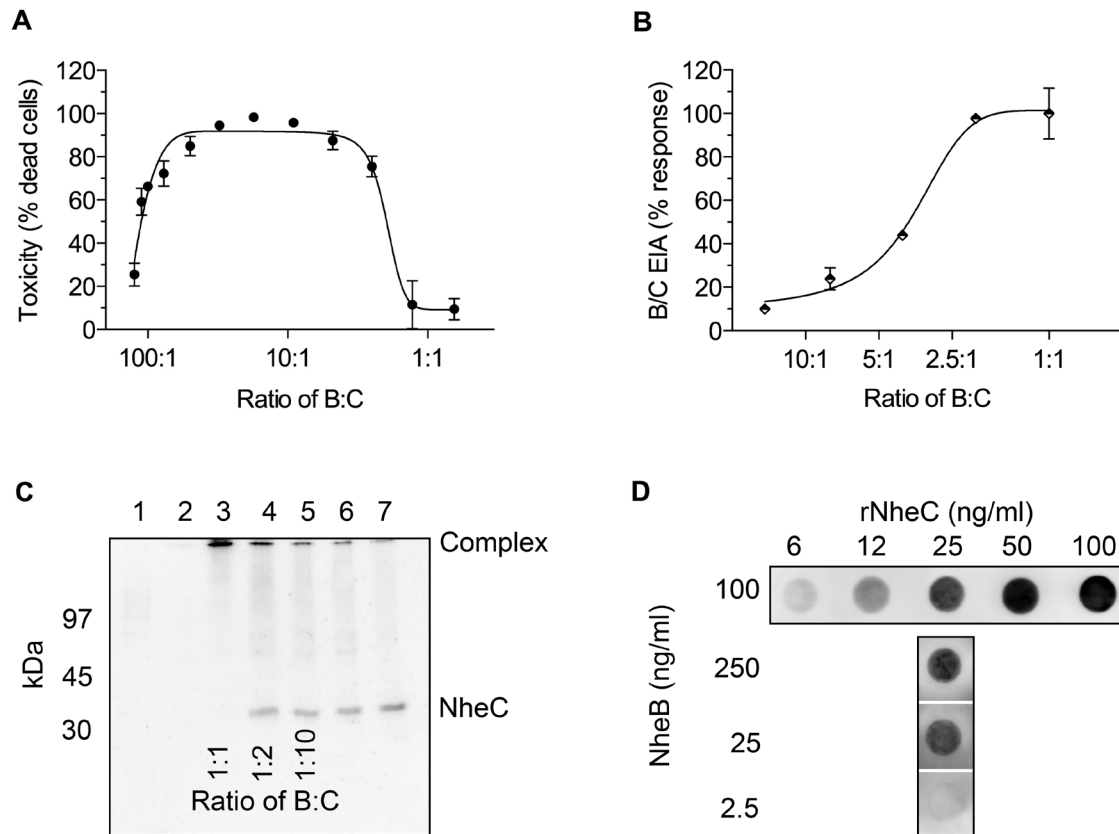 A
Toxicity (% dead cells)
120
100
80
60
40
20
0
100:1 10:1 1:1
Ratio of B:C
B
B/C EIA (% response)
120
100
80
60
40
20
0
10:1 5:1 2.5:1 1:1
Ratio of B:C
C
1 2 3 4 5 6 7
Complex
kDa
97
45
30
NheC
1:1 1:2 1:10
Ratio of B:C
D
rNheC (ng/ml)
6 12 25 50 100
NheB (ng/ml)
100
250
25
2.5